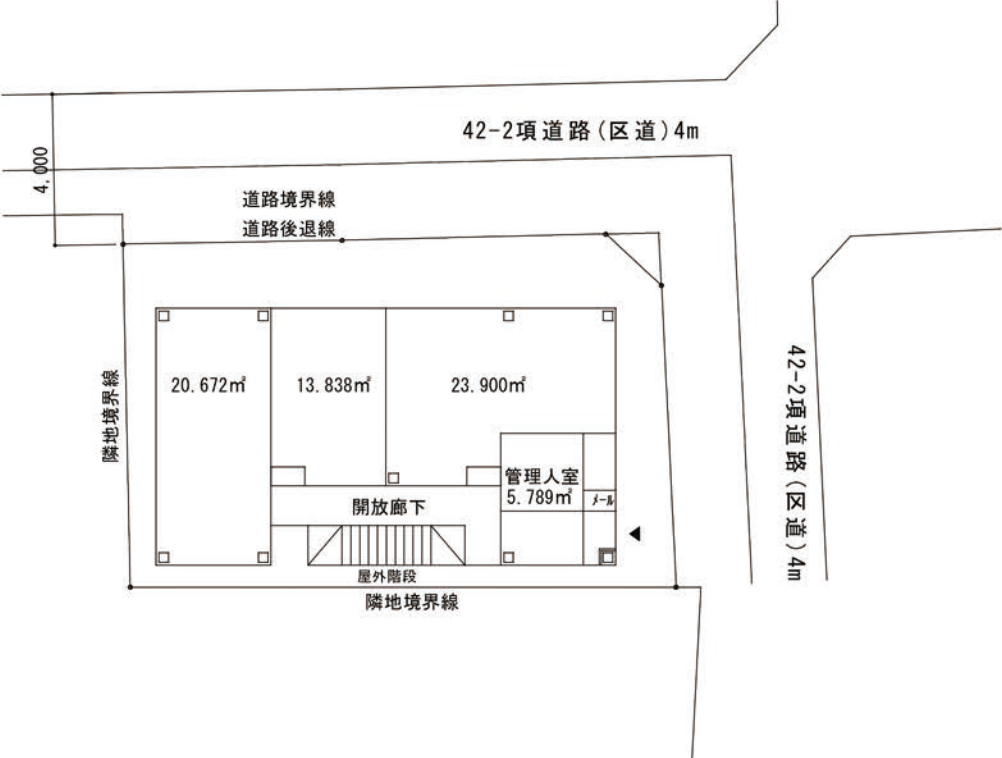 42-2項道路(区道)4m
4,000
道路境界線
道路後退線
隣地境界線
20.672㎡
13.838㎡
23.900㎡
管理人室
5.789㎡
メール
開放廊下
屋外階段
隣地境界線
42-2項道路(区道)4m